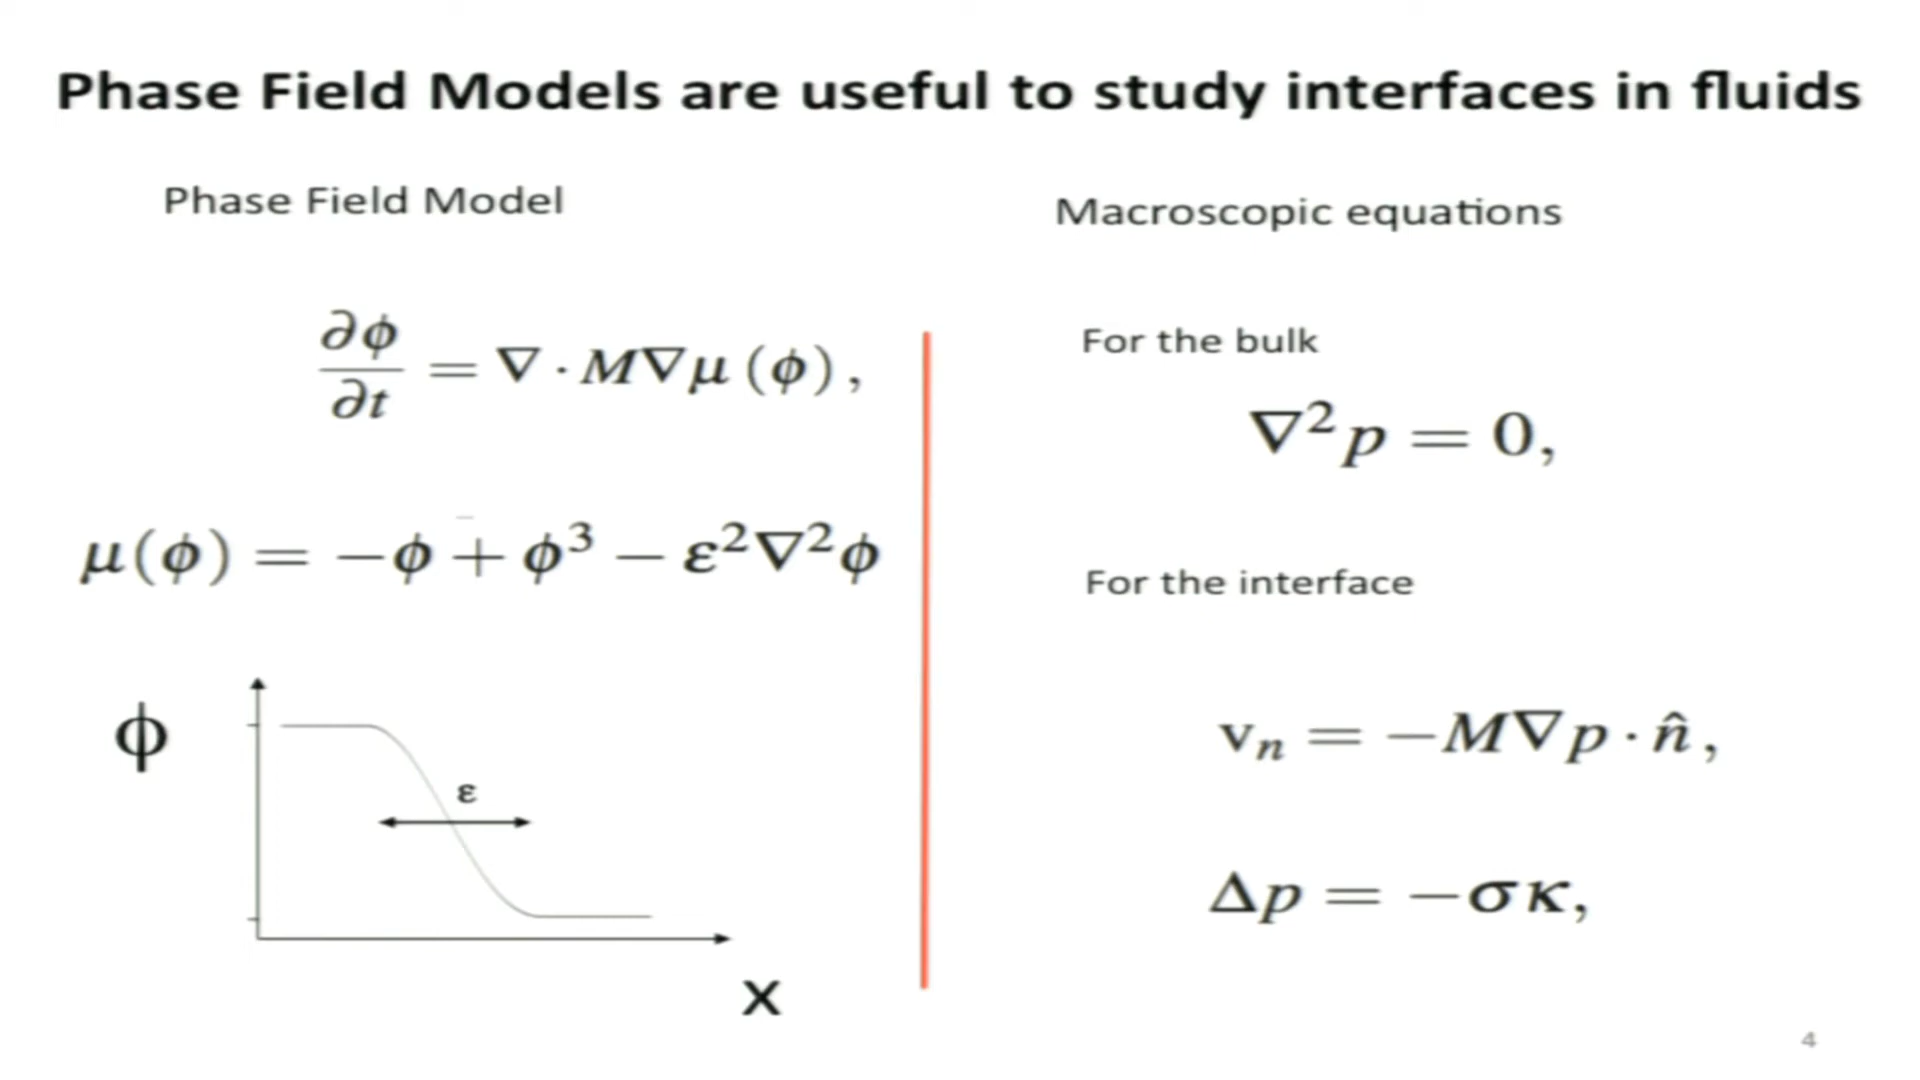 Phase Field Models are useful to study interfaces in fluids
Phase Field Model
∂ϕ/∂t = ∇ · M∇μ (ϕ) ,
μ(ϕ) = −ϕ + ϕ³ − ε²∇²ϕ
ϕ
ε
x
Macroscopic equations
For the bulk
∇²p = 0,
For the interface
vₙ = −M∇p · n̂ ,
Δp = −σκ,
4